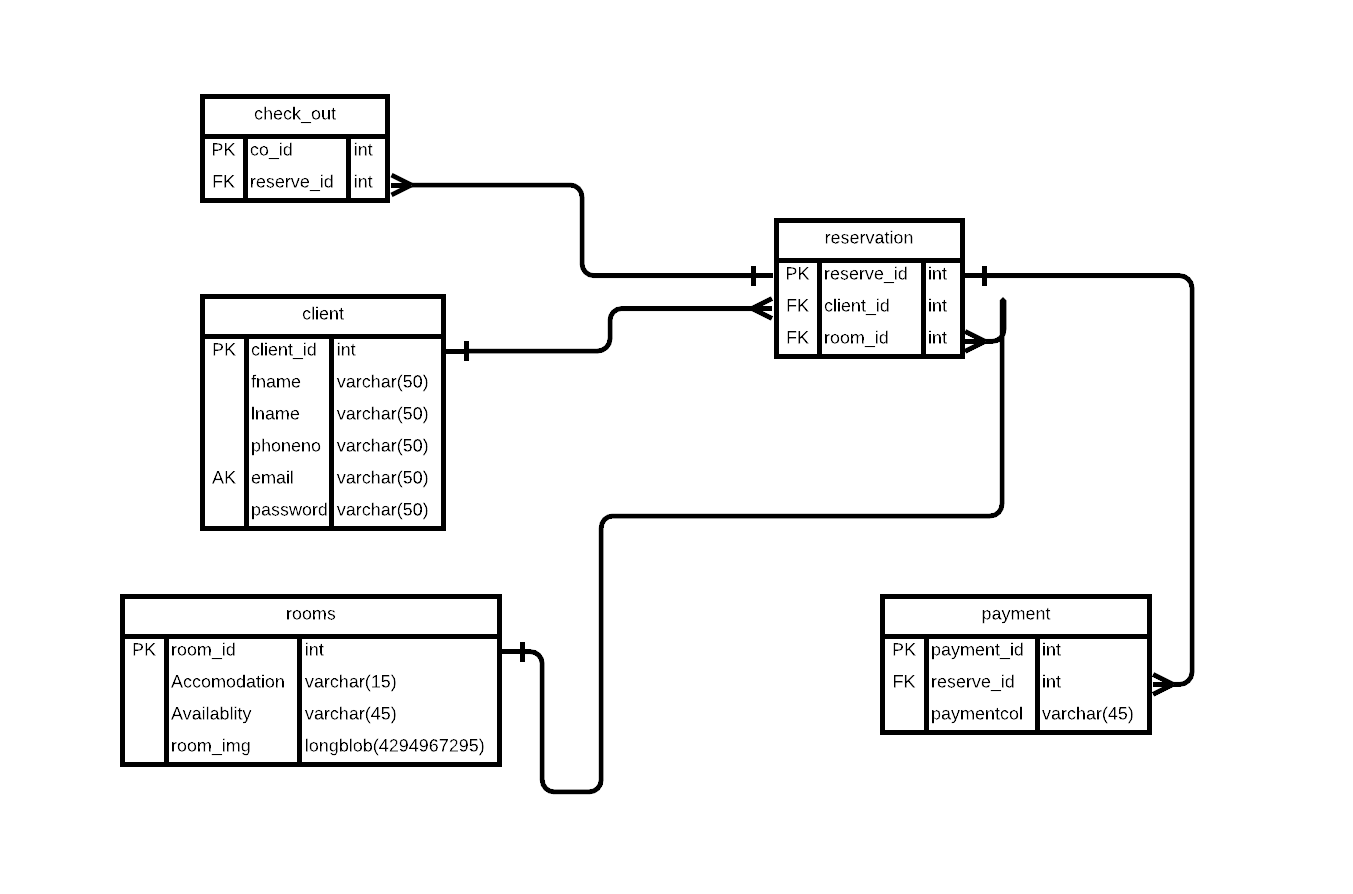 check_out
PK co_id int
FK reserve_id int
reservation
PK reserve_id int
FK client_id int
FK room_id int
client
PK client_id int
fname varchar(50)
lname varchar(50)
phoneno varchar(50)
AK email varchar(50)
password varchar(50)
rooms
PK room_id int
Accomodation varchar(15)
Availablity varchar(45)
room_img longblob(4294967295)
payment
PK payment_id int
FK reserve_id int
paymentcol varchar(45)